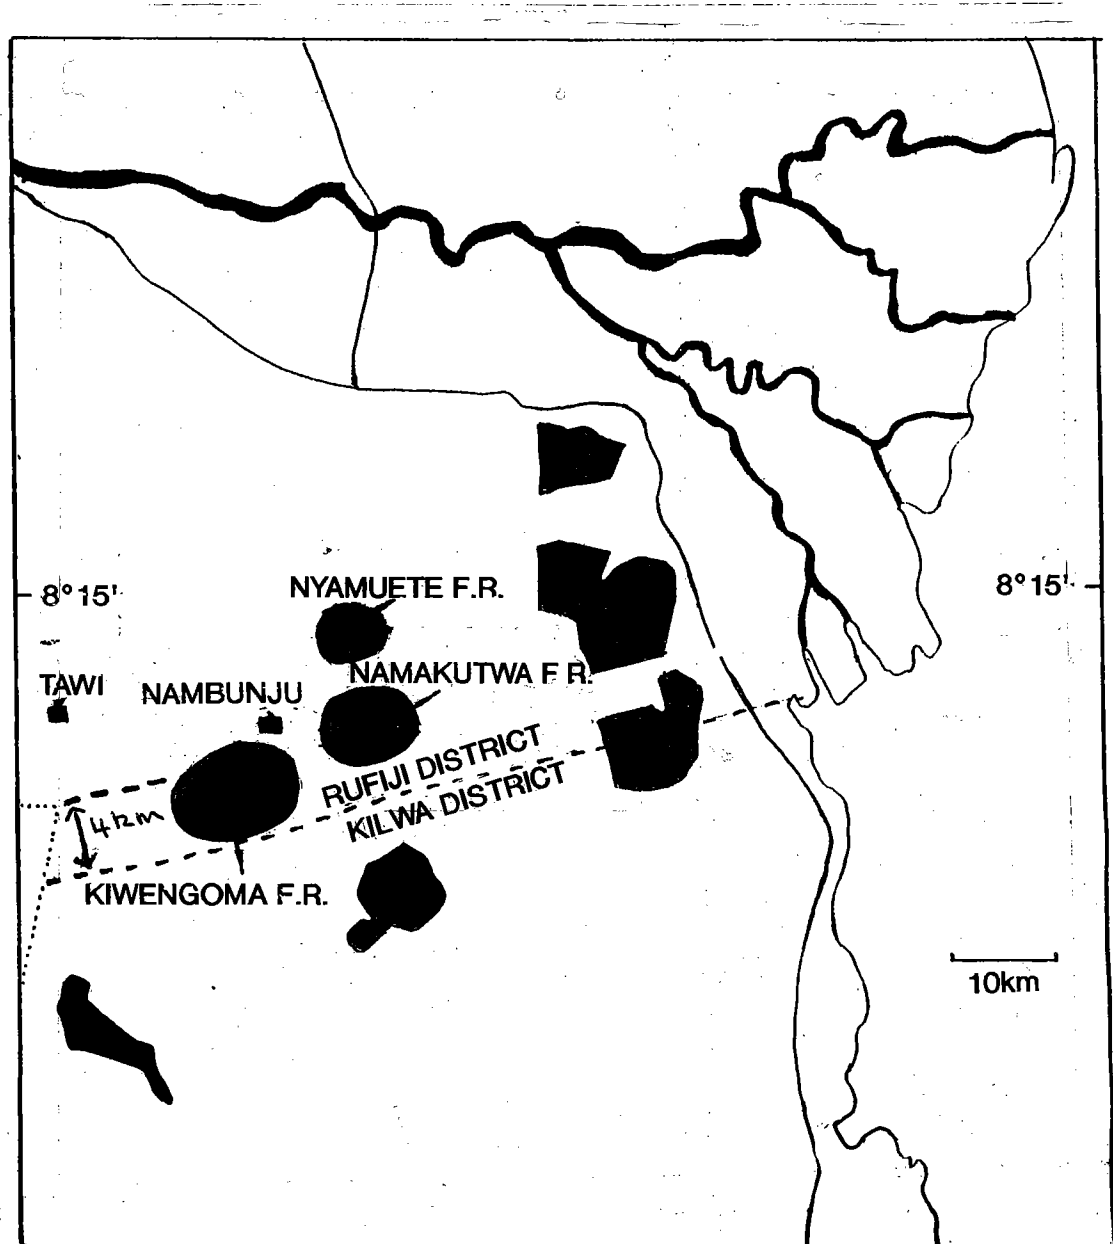 NYAMUETE F.R.
8°15'
8°15'
NAMAKUTWA F R.
TAWI
NAMBUNJU
RUFIJI DISTRICT
KILWA DISTRICT
4km
KIWENGOMA F.R.
10km